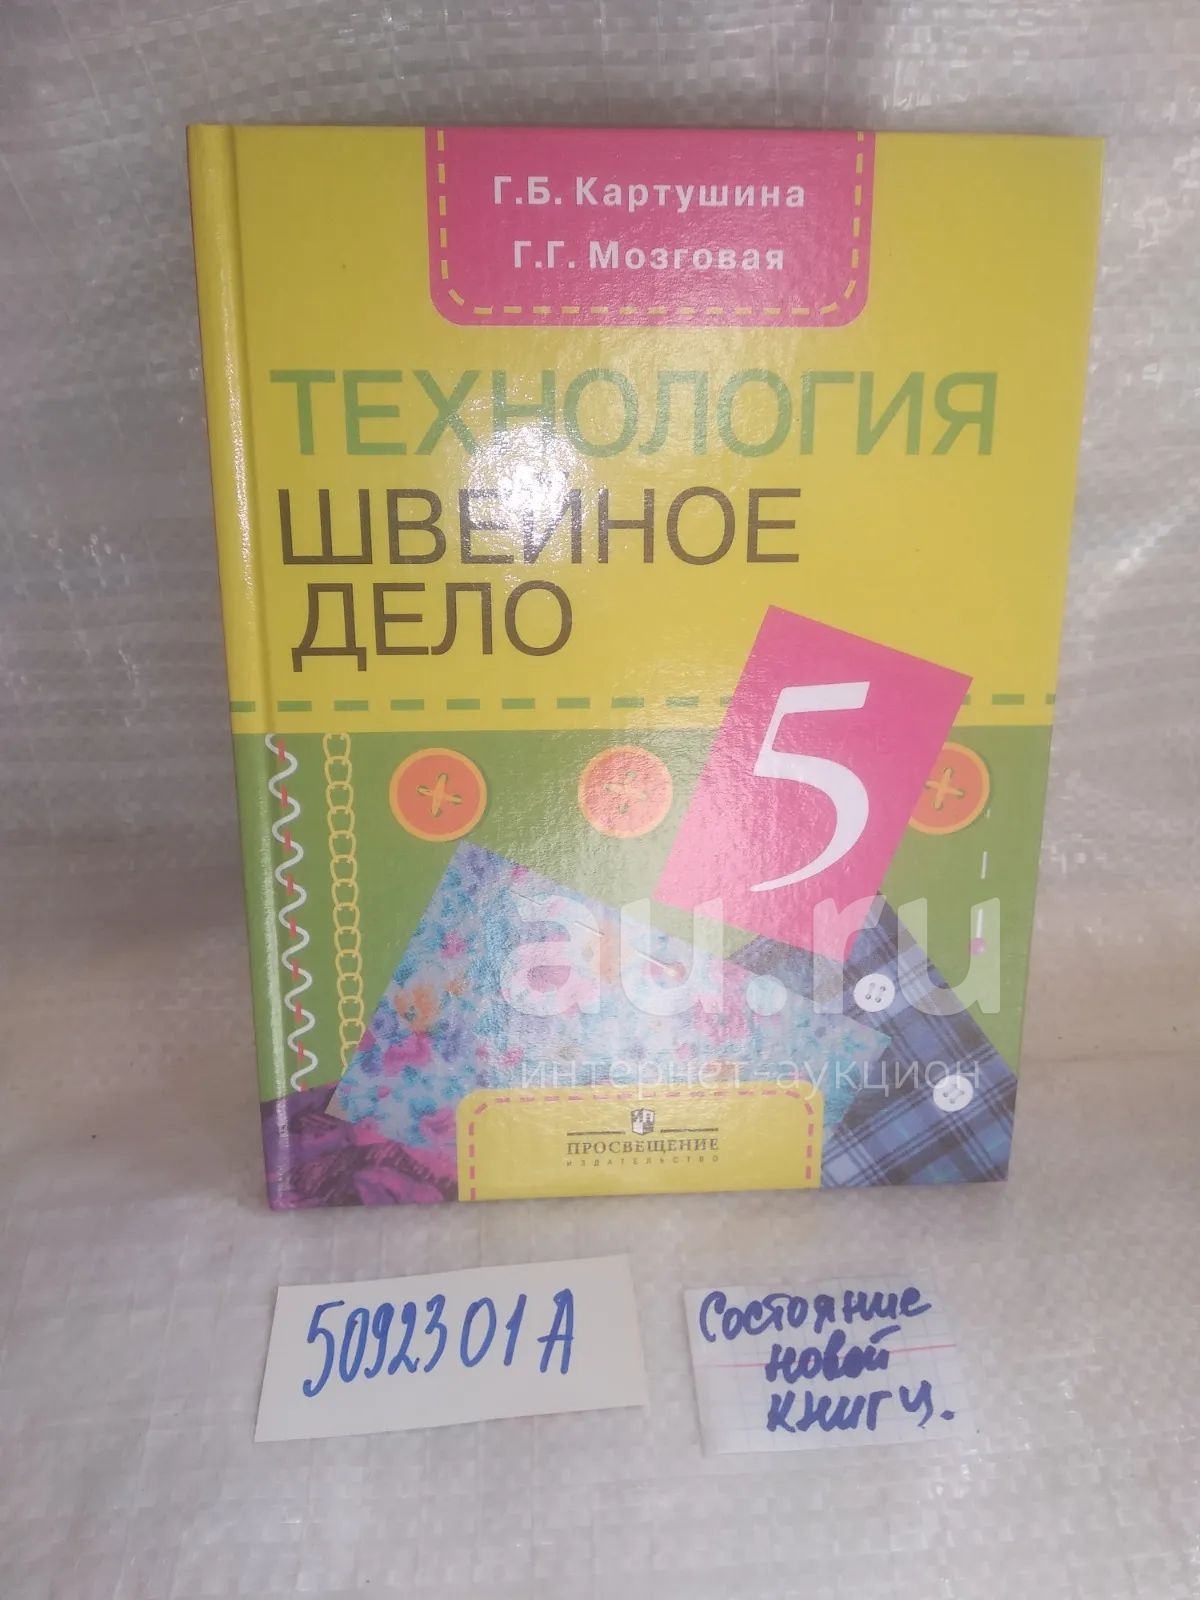 Г.Б. Картушина
Г.Г. Мозговая
ТЕХНОЛОГИЯ
ШВЕЙНОЕ
ДЕЛО
5
au.ru
интернет-аукцион
ПРОСВЕЩЕНИЕ
ИЗДАТЕЛЬСТВО
5092301А
Состояние
новой
книги.